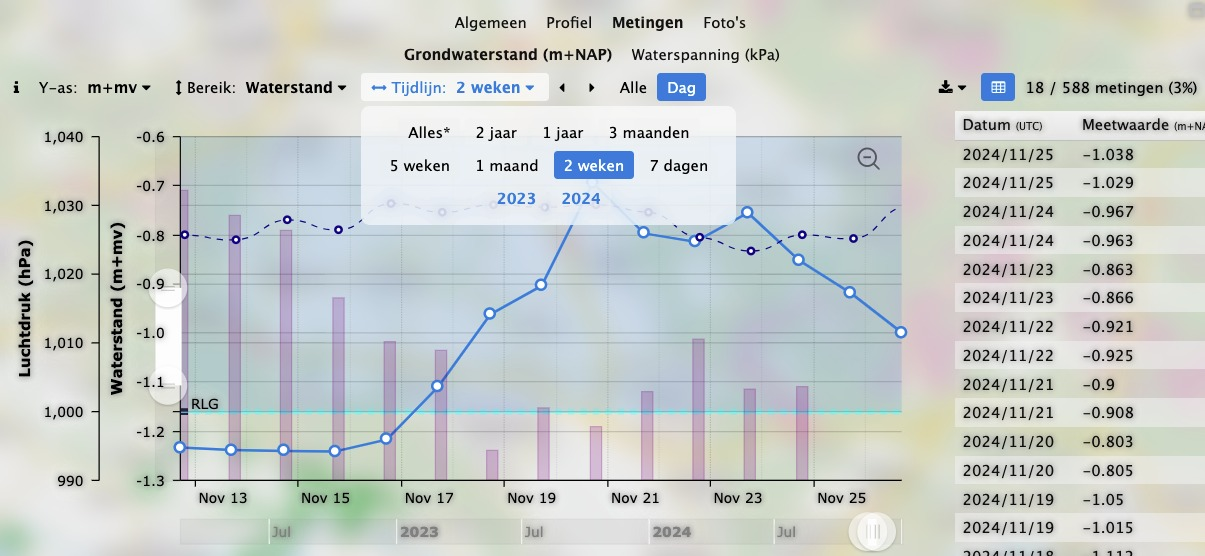 Algemeen Profiel Metingen Foto's
Grondwaterstand (m+NAP) Waterspanning (kPa)
i Y-as: m+mv Bereik: Waterstand Tijdlijn: 2 weken Alle Dag 18 / 588 metingen (3%)
Alles* 2 jaar 1 jaar 3 maanden
5 weken 1 maand 2 weken 7 dagen
2023 2024
Luchtdruk (hPa)
1,040
1,030
1,020
1,010
1,000
990
Waterstand (m+mv)
-0.6
-0.7
-0.8
-0.9
-1.0
-1.1
-1.2
-1.3
RLG
Nov 13 Nov 15 Nov 17 Nov 19 Nov 21 Nov 23 Nov 25
Jul 2023 Jul 2024 Jul
Datum (UTC) Meetwaarde (m+NA
2024/11/25 -1.038
2024/11/25 -1.029
2024/11/24 -0.967
2024/11/24 -0.963
2024/11/23 -0.863
2024/11/23 -0.866
2024/11/22 -0.921
2024/11/22 -0.925
2024/11/21 -0.9
2024/11/21 -0.908
2024/11/20 -0.803
2024/11/20 -0.805
2024/11/19 -1.05
2024/11/19 -1.015
2024/11/18 -1.112